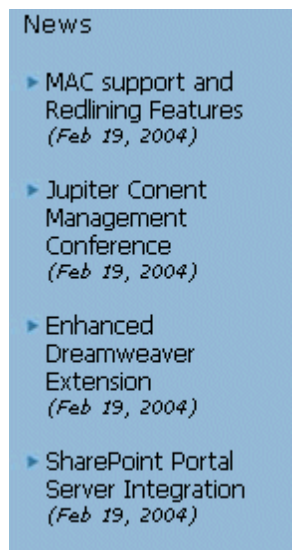 News
MAC support and
Redlining Features
(Feb 19, 2004)
Jupiter Conent
Management
Conference
(Feb 19, 2004)
Enhanced
Dreamweaver
Extension
(Feb 19, 2004)
SharePoint Portal
Server Integration
(Feb 19, 2004)